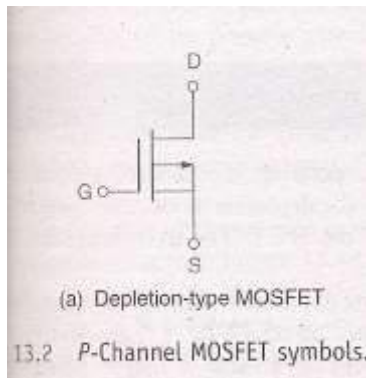 D
G
S
(a) Depletion-type MOSFET
13.2 P-Channel MOSFET symbols.